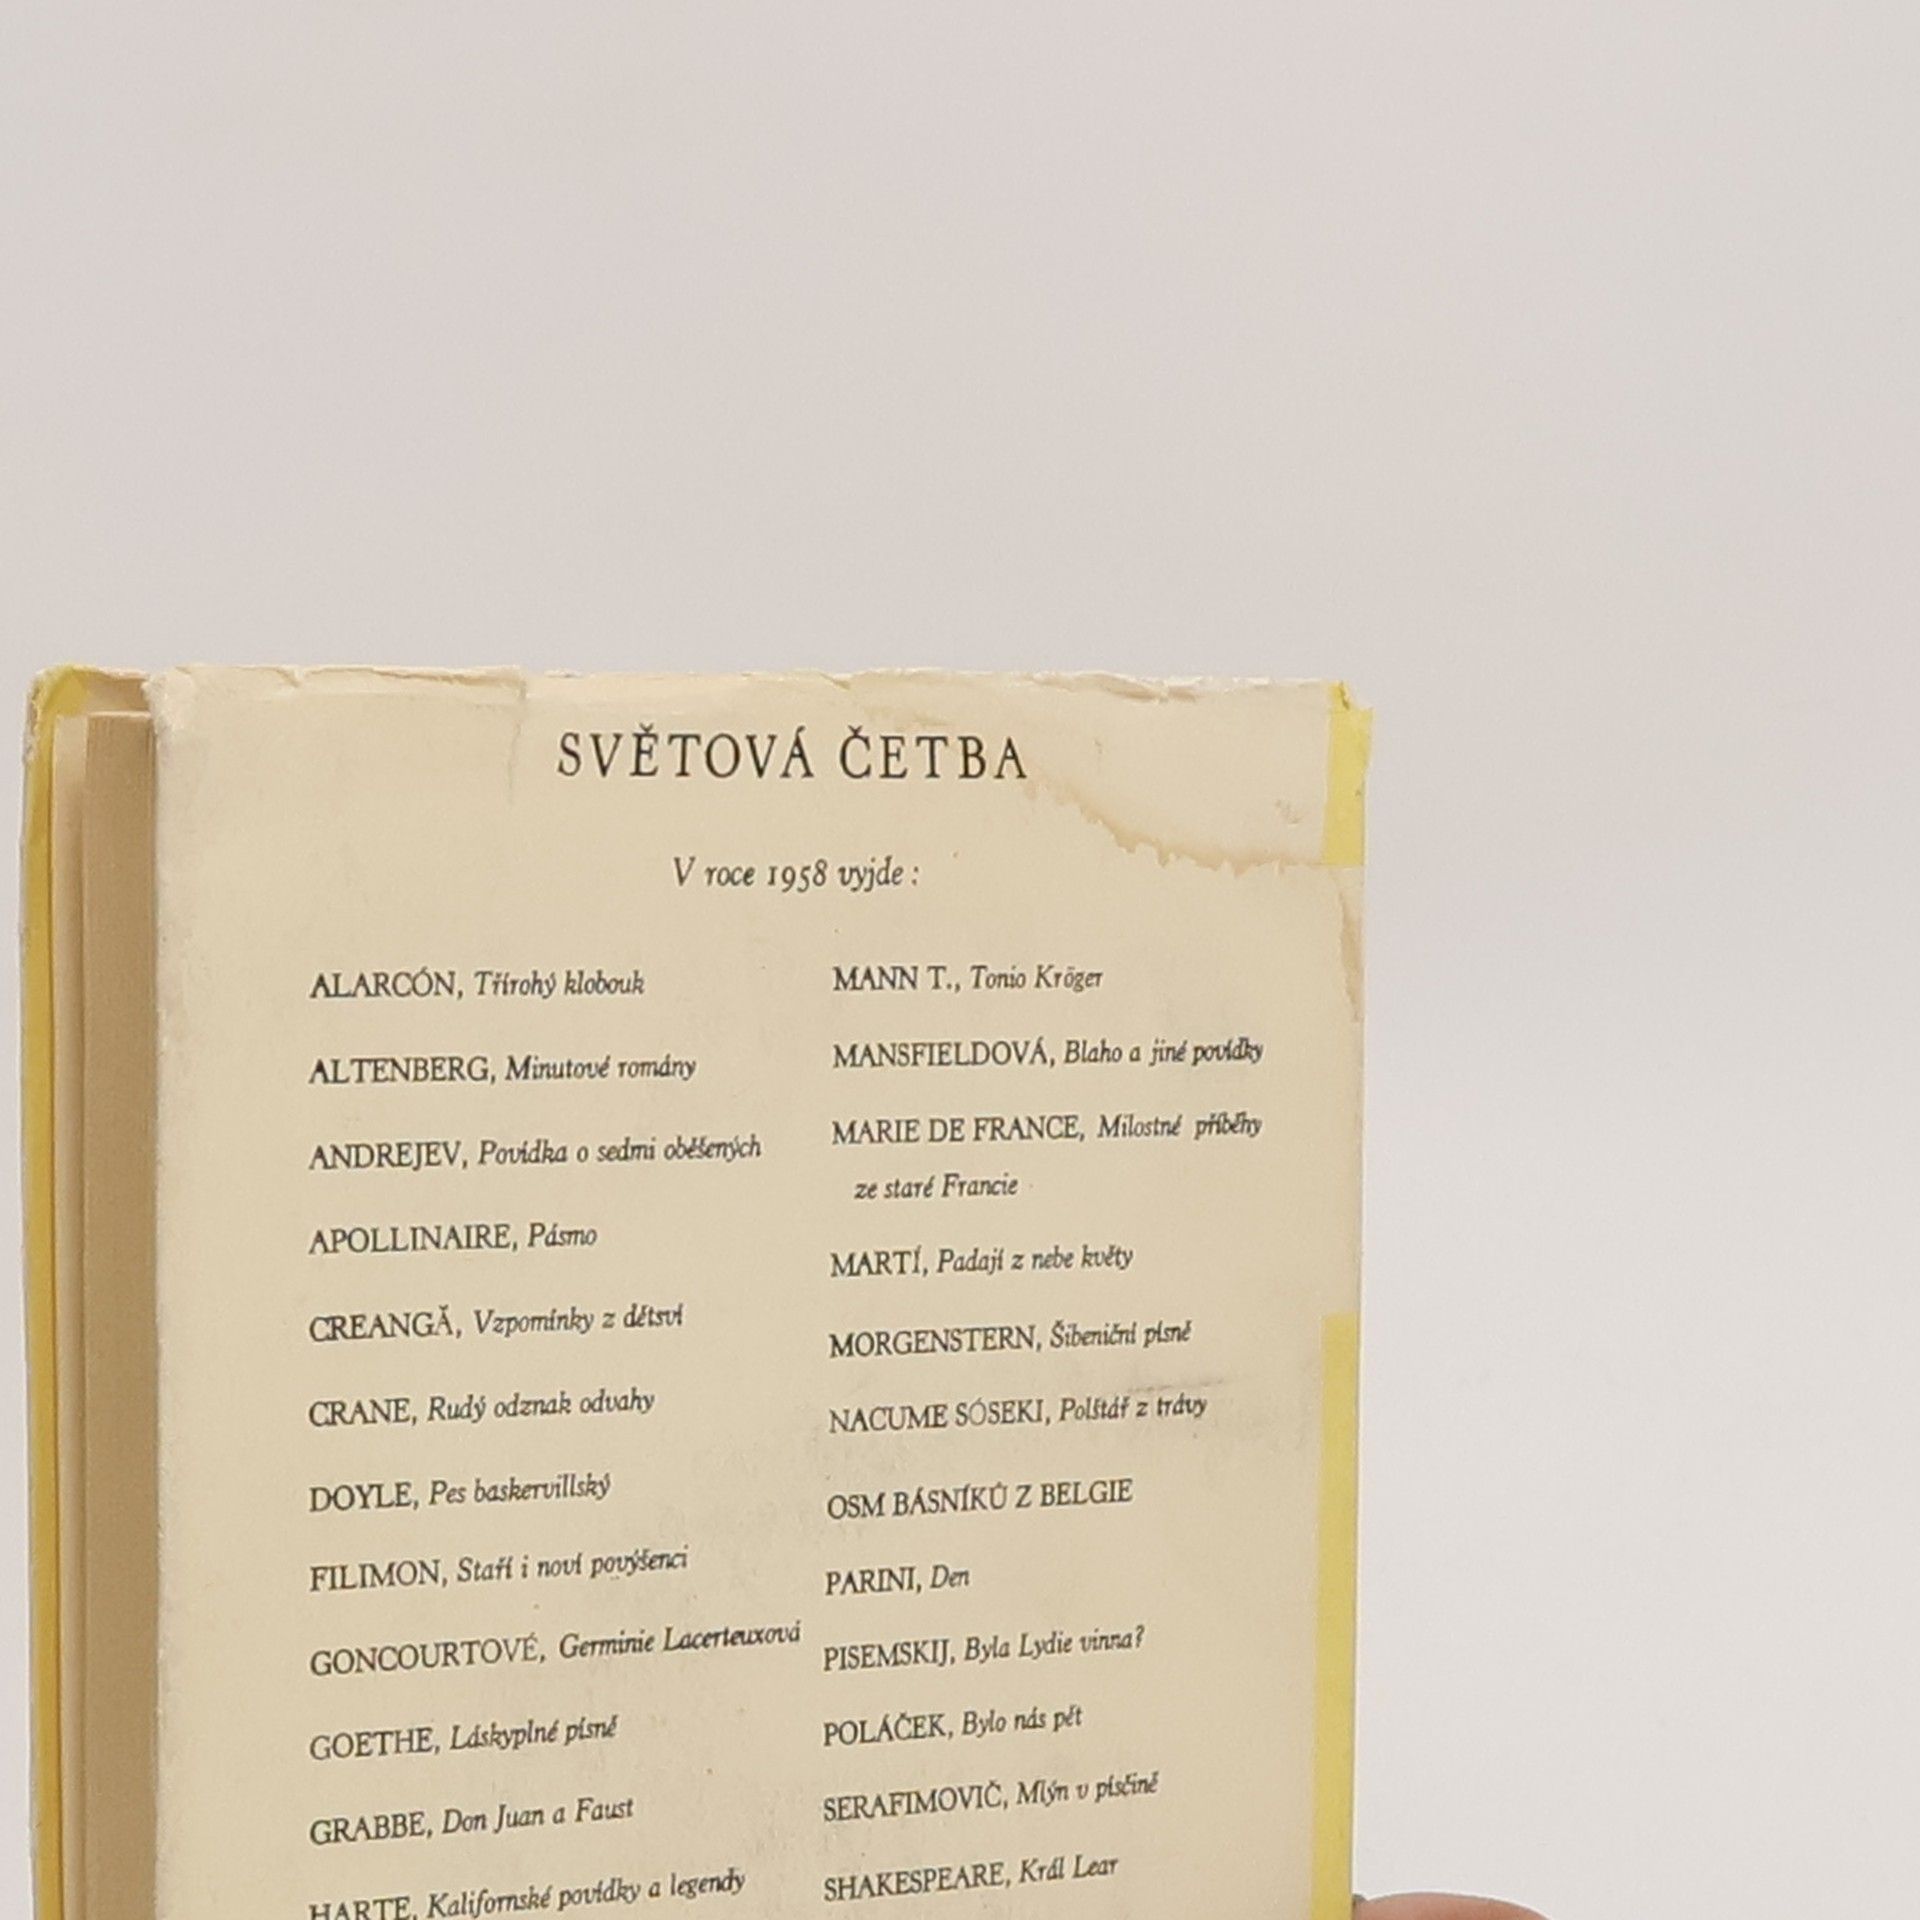 SVĚTOVÁ ČETBA
V roce 1958 vyjde :
ALARCÓN, Třírohý klobouk
ALTENBERG, Minutové romány
ANDREJEV, Povídka o sedmi oběšených
APOLLINAIRE, Pásmo
CREANGĂ, Vzpomínky z dětsví
CRANE, Rudý odznak odvahy
DOYLE, Pes baskervillský
FILIMON, Staří i noví povýšenci
GONCOURTOVÉ, Germinie Lacerteuxová
GOETHE, Láskyplné písně
GRABBE, Don Juan a Faust
HARTE, Kalifornské povídky a legendy
MANN T., Tonio Kröger
MANSFIELDOVÁ, Blaho a jiné povídky
MARIE DE FRANCE, Milostné příběhy
ze staré Francie
MARTÍ, Padají z nebe květy
MORGENSTERN, Šibeniční písně
NACUME SÓSEKI, Polštář z trávy
OSM BÁSNÍKŮ Z BELGIE
PARINI, Den
PISEMSKIJ, Byla Lydie vinna?
POLÁČEK, Bylo nás pět
SERAFIMOVIČ, Mlýn v písčině
SHAKESPEARE, Král Lear